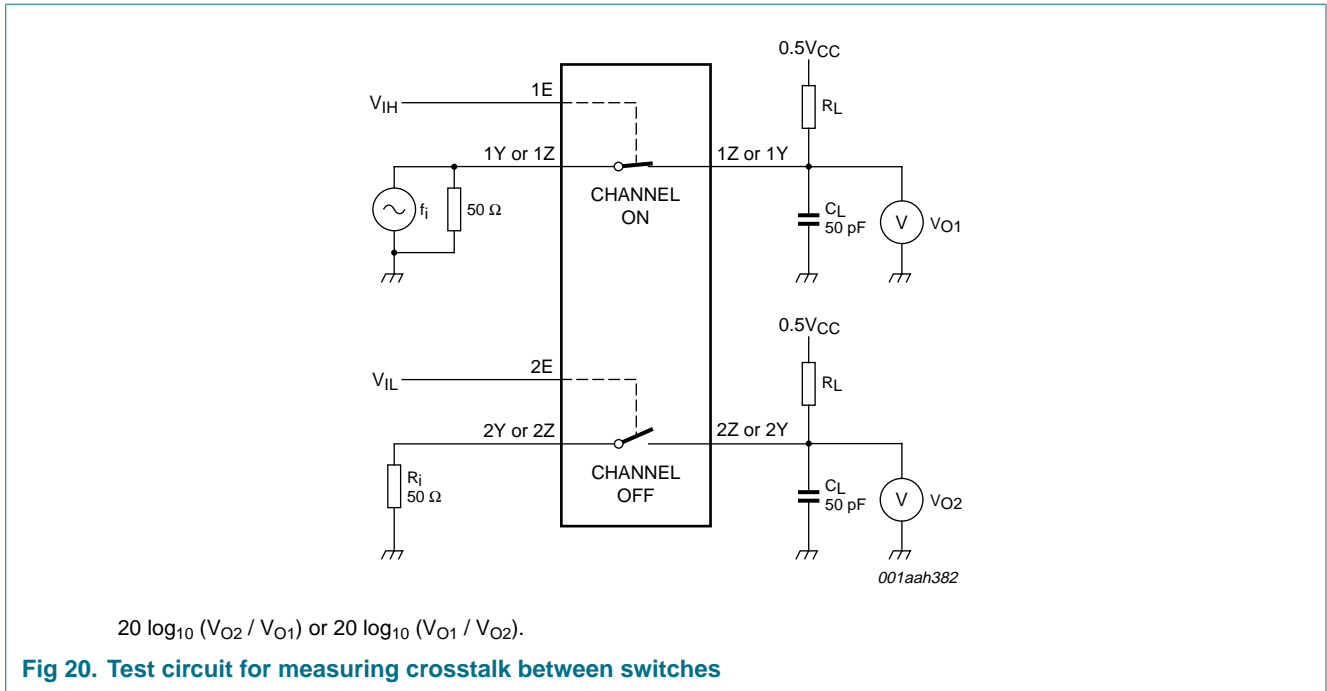 0.5VCC
RL
1E
VIH
1Y or 1Z
1Z or 1Y
fi
50 Ω
CHANNEL
ON
CL
50 pF
V
VO1
0.5VCC
RL
2E
VIL
2Y or 2Z
2Z or 2Y
Ri
50 Ω
CHANNEL
OFF
CL
50 pF
V
VO2
001aah382
20 log10 (VO2 / VO1) or 20 log10 (VO1 / VO2).
Fig 20. Test circuit for measuring crosstalk between switches